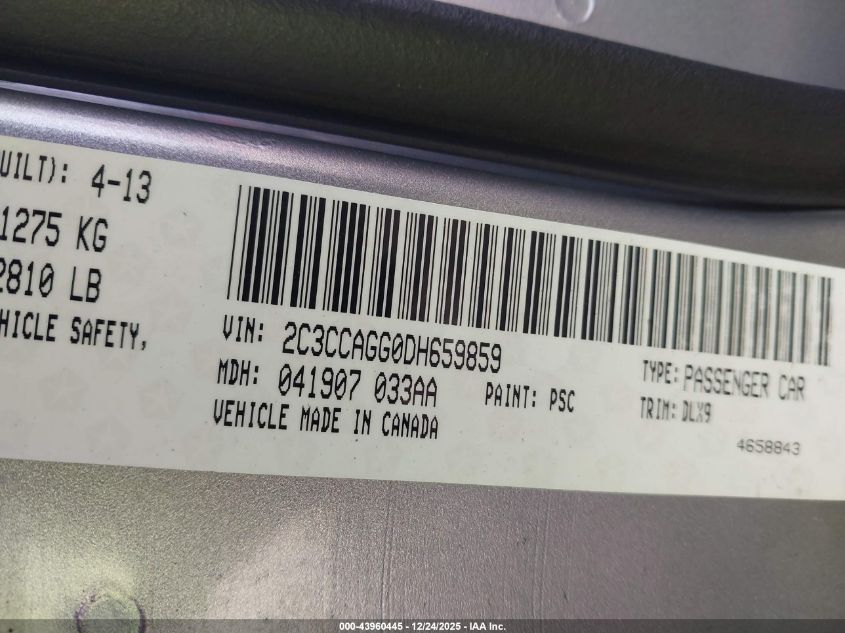 UILT): 4-13
1275 KG
2810 LB
HICLE SAFETY,
VIN: 2C3CCAGG0DH659859
MDH: 041907 033AA
PAINT: PSC
VEHICLE MADE IN CANADA
TYPE: PASSENGER CAR
TRIM: DLX9
4658843
000-43960445 - 12/24/2025 - IAA Inc.